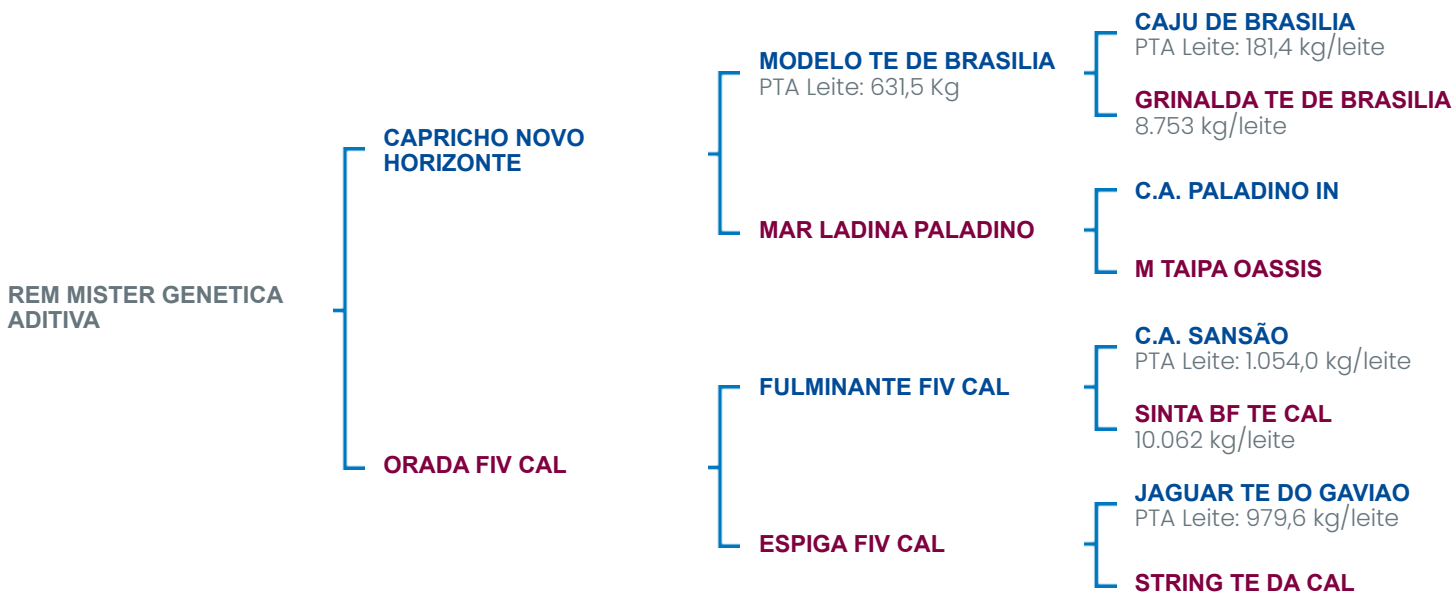 REM MISTER GENETICA
ADITIVA
CAPRICHO NOVO
HORIZONTE
ORADA FIV CAL
MODELO TE DE BRASILIA
PTA Leite: 631,5 Kg
MAR LADINA PALADINO
FULMINANTE FIV CAL
ESPIGA FIV CAL
CAJU DE BRASILIA
PTA Leite: 181,4 kg/leite
GRINALDA TE DE BRASILIA
8.753 kg/leite
C.A. PALADINO IN
M TAIPA OASSIS
C.A. SANSÃO
PTA Leite: 1.054,0 kg/leite
SINTA BF TE CAL
10.062 kg/leite
JAGUAR TE DO GAVIAO
PTA Leite: 979,6 kg/leite
STRING TE DA CAL